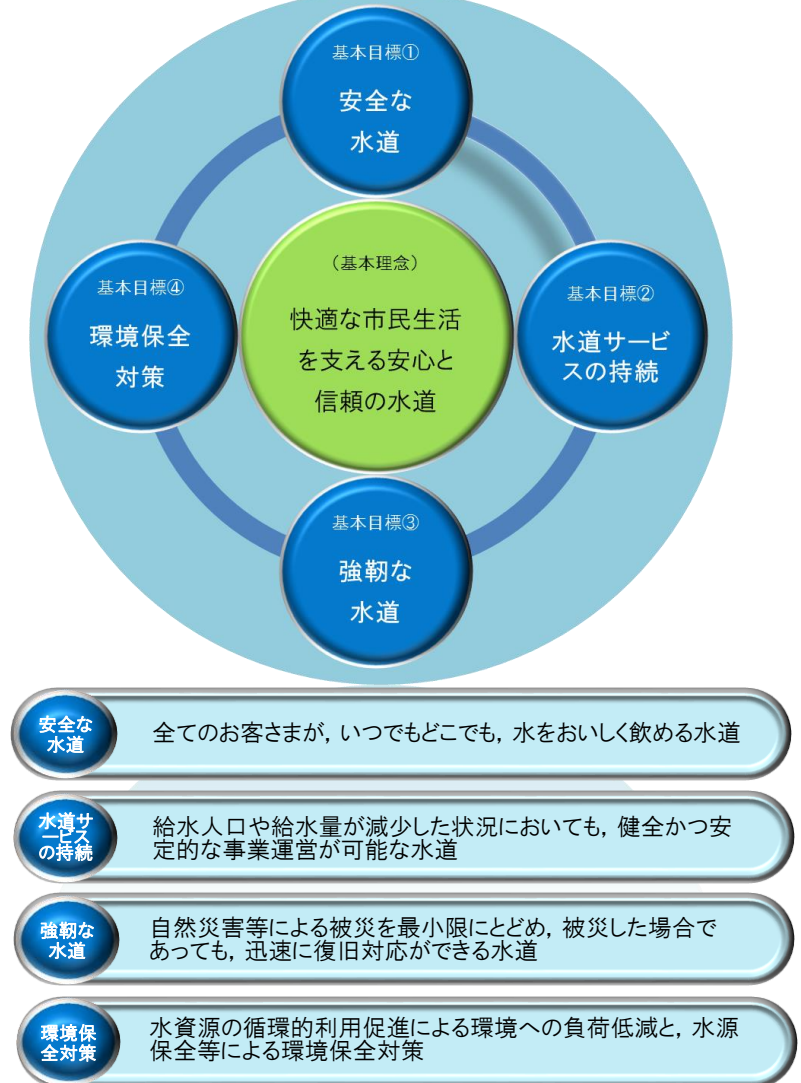 基本目標①
安全な
水道
基本目標④
環境保全
対策
(基本理念)
快適な市民生活
を支える安心と
信頼の水道
基本目標②
水道サービ
スの持続
基本目標③
強靭な
水道
安全な
水道
全てのお客さまが，いつでもどこでも，水をおいしく飲める水道
水道サ
ービス
の持続
給水人口や給水量が減少した状況においても，健全かつ安
定的な事業運営が可能な水道
強靭な
水道
自然災害等による被災を最小限にとどめ，被災した場合で
あっても，迅速に復旧対応ができる水道
環境保
全対策
水資源の循環的利用促進による環境への負荷低減と，水源
保全等による環境保全対策